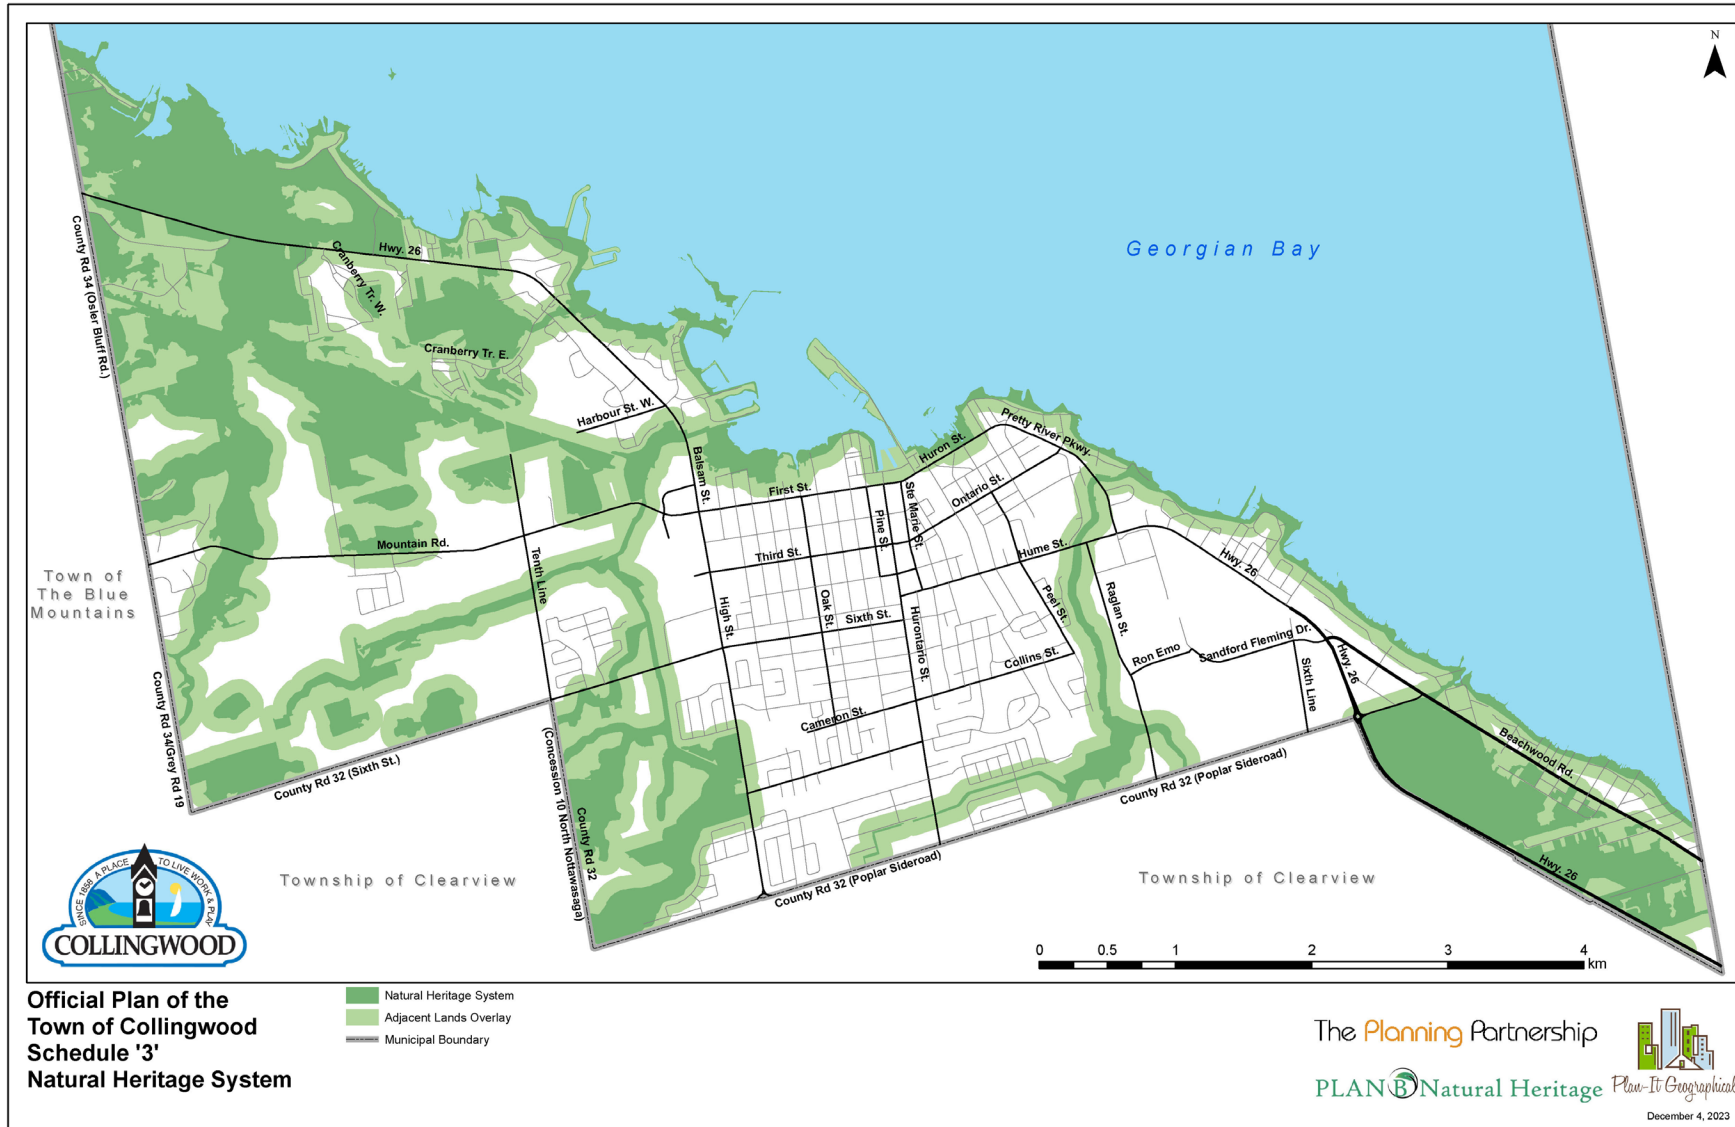 N
Georgian Bay
County Rd 34 (Osler Bluff Rd.)
Hwy. 26
Cranberry Tr. W.
Cranberry Tr. E.
Harbour St. W.
Balsam St.
First St.
Huron St.
Pretty River Pkwy.
Ontario St.
Ste Marie St.
Pine St.
Third St.
Mountain Rd.
Tenth Line
Hume St.
Hwy. 26
Town of
The Blue
Mountains
High St.
Oak St.
Sixth St.
Hurontario St.
Peel St.
Raglan St.
Collins St.
Ron Emo
Sandford Fleming Dr.
Sixth Line
Hwy. 26
Cameron St.
County Rd 34/Grey Rd 19
County Rd 32 (Sixth St.)
(Concession 10 North Nottawasaga)
County Rd 32
County Rd 32 (Poplar Sideroad)
County Rd 32 (Poplar Sideroad)
Beachwood Rd.
Hwy. 26
Township of Clearview
Township of Clearview
SINCE 1858 A PLACE TO LIVE WORK & PLAY
COLLINGWOOD
0 0.5 1 2 3 4
km
Official Plan of the
Town of Collingwood
Schedule '3'
Natural Heritage System
Natural Heritage System
Adjacent Lands Overlay
Municipal Boundary
The Planning Partnership
PLAN B Natural Heritage
Plan-It Geographical
December 4, 2023